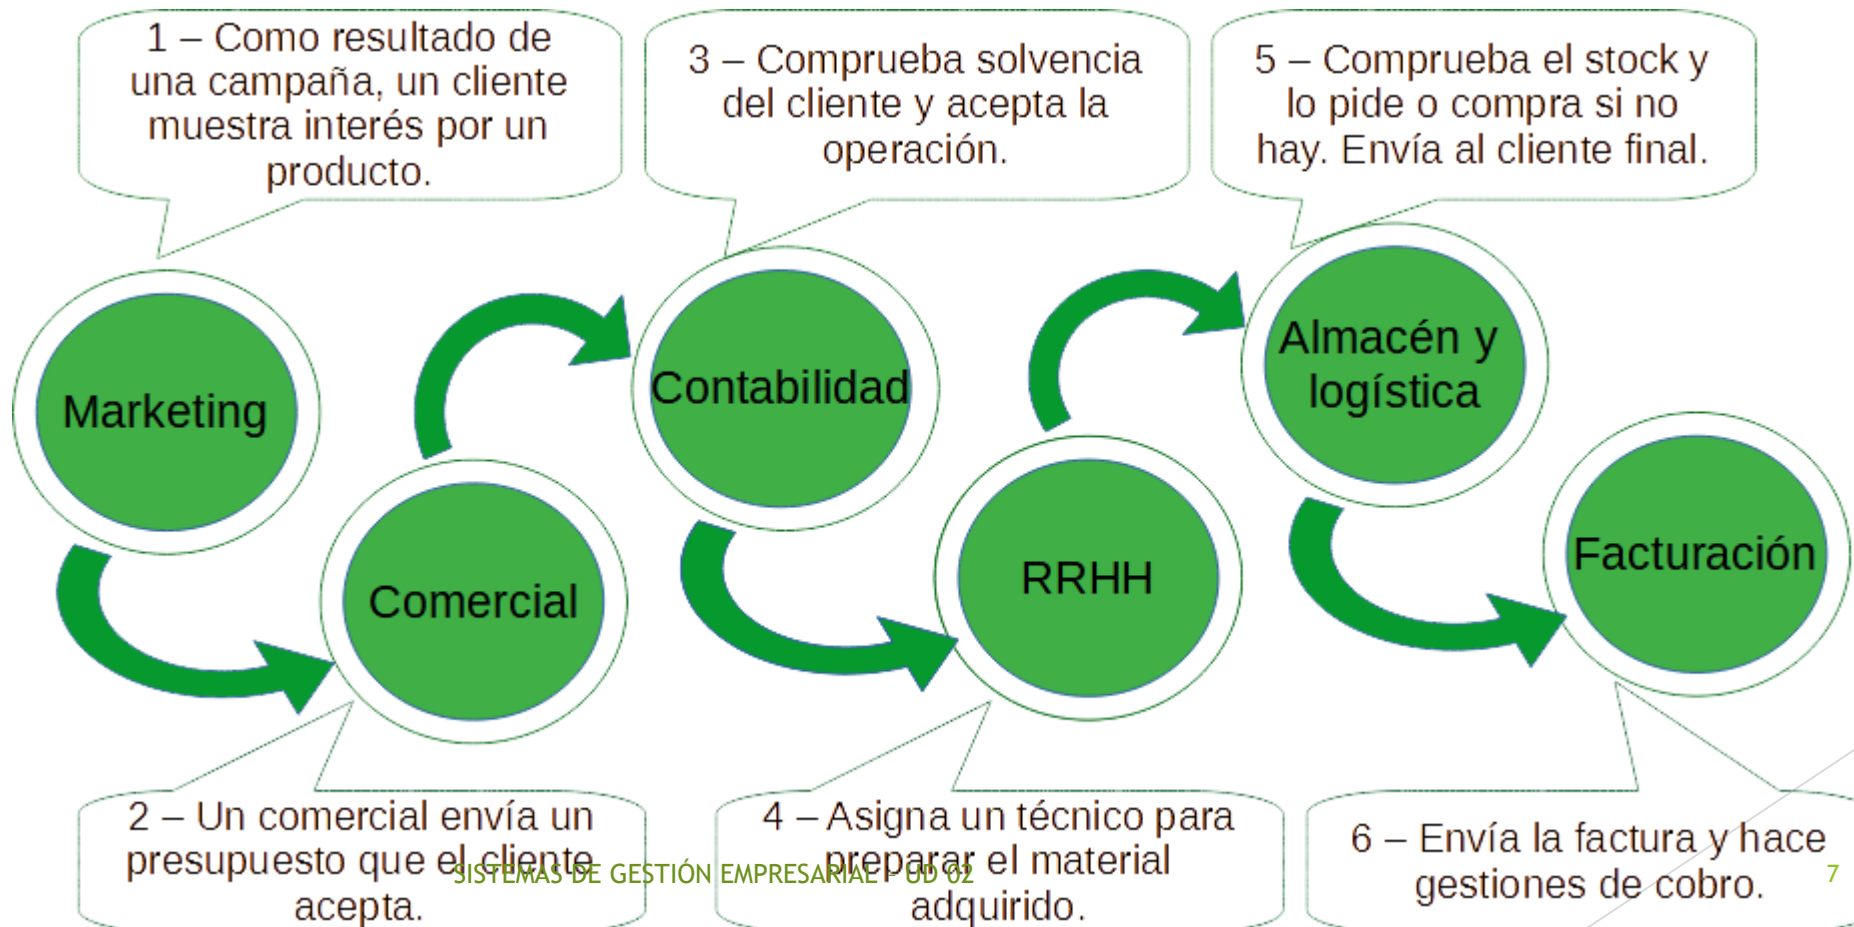 1 – Como resultado de
una campaña, un cliente
muestra interés por un
producto.
3 – Comprueba solvencia
del cliente y acepta la
operación.
5 – Comprueba el stock y
lo pide o compra si no
hay. Envía al cliente final.
Marketing
Comercial
Contabilidad
RRHH
Almacén y
logística
Facturación
2 – Un comercial envía un
presupuesto que el cliente
acepta.
4 – Asigna un técnico para
preparar el material
adquirido.
6 – Envía la factura y hace
gestiones de cobro.
SISTEMAS DE GESTIÓN EMPRESARIAL - UD 02
7